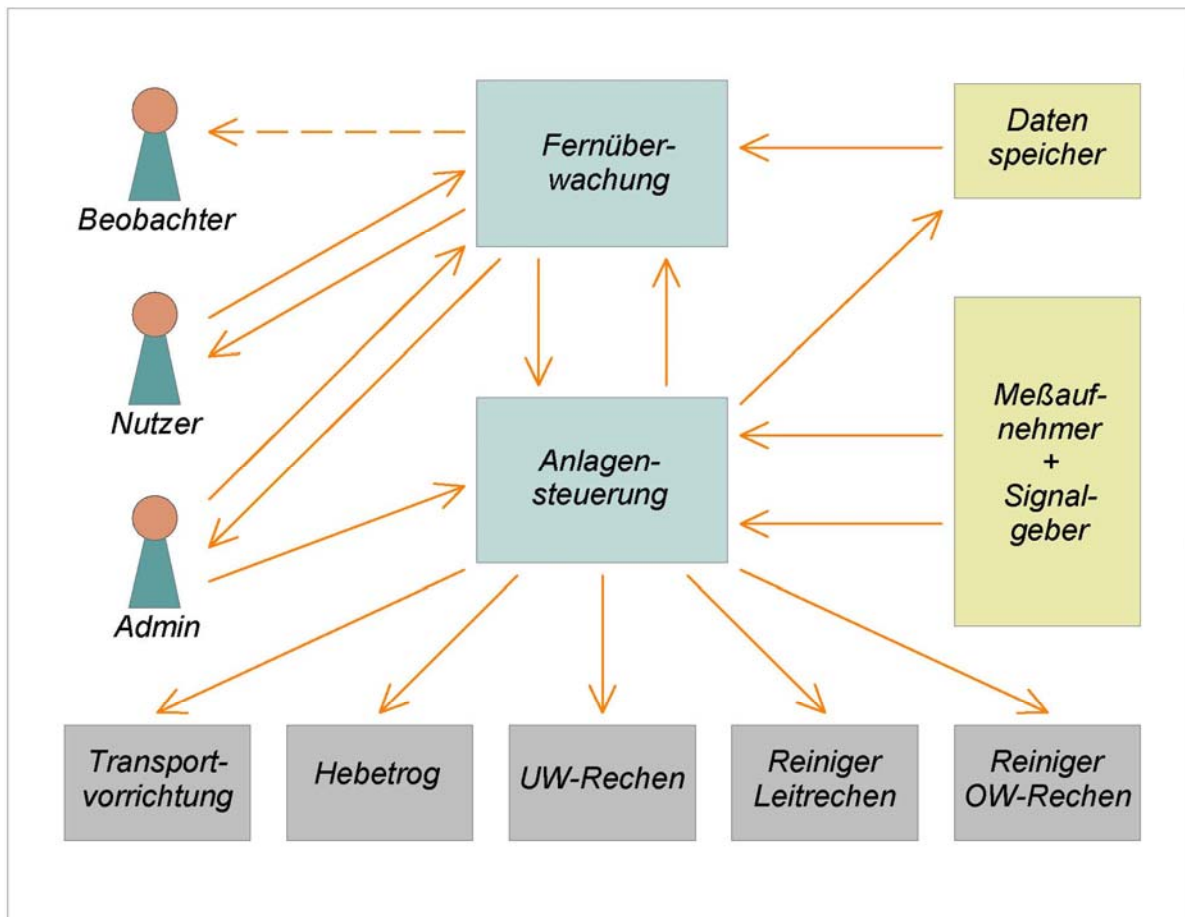 Beobachter
Nutzer
Admin
Fernüber-
wachung
Anlagen-
steuerung
Daten
speicher
Meßauf-
nehmer
+
Signal-
geber
Transport-
vorrichtung
Hebetrog
UW-Rechen
Reiniger
Leitrechen
Reiniger
OW-Rechen